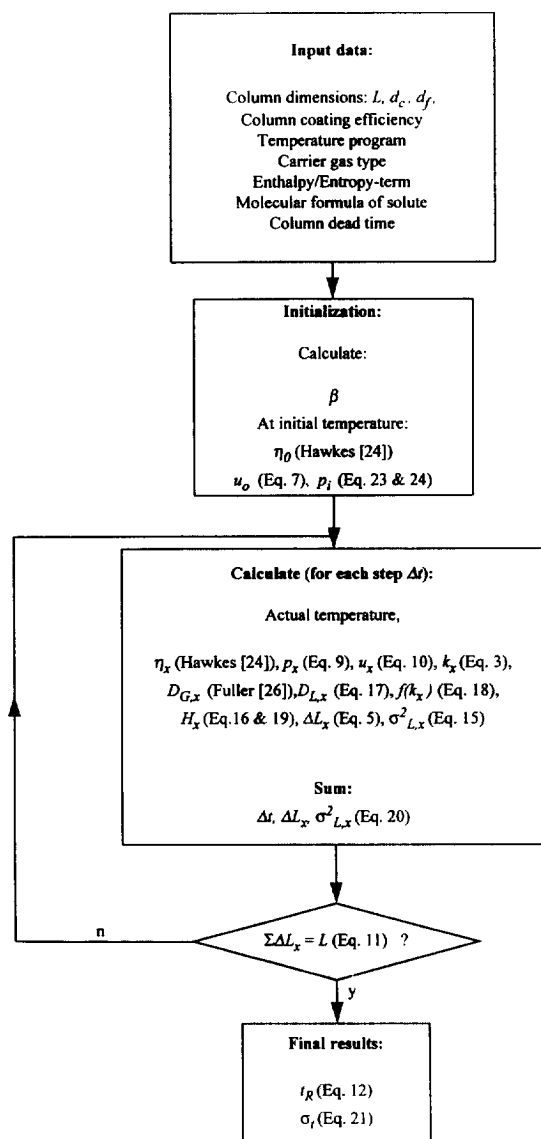 Input data:
Column dimensions: L, d_c, d_f.
Column coating efficiency
Temperature program
Carrier gas type
Enthalpy/Entropy-term
Molecular formula of solute
Column dead time
Initialization:
Calculate:
β
At initial temperature:
η_0 (Hawkes [24])
u_o (Eq. 7), p_i (Eq. 23 & 24)
Calculate (for each step Δt):
Actual temperature,
η_x (Hawkes [24]), p_x (Eq. 9), u_x (Eq. 10), k_x (Eq. 3),
D_{G,x} (Fuller [26]), D_{L,x} (Eq. 17), f(k_x) (Eq. 18),
H_x (Eq.16 & 19), ΔL_x (Eq. 5), σ²_{L,x} (Eq. 15)
Sum:
Δt, ΔL_x, σ²_{L,x} (Eq. 20)
n
ΣΔL_x = L (Eq. 11) ?
y
Final results:
t_R (Eq. 12)
σ_t (Eq. 21)